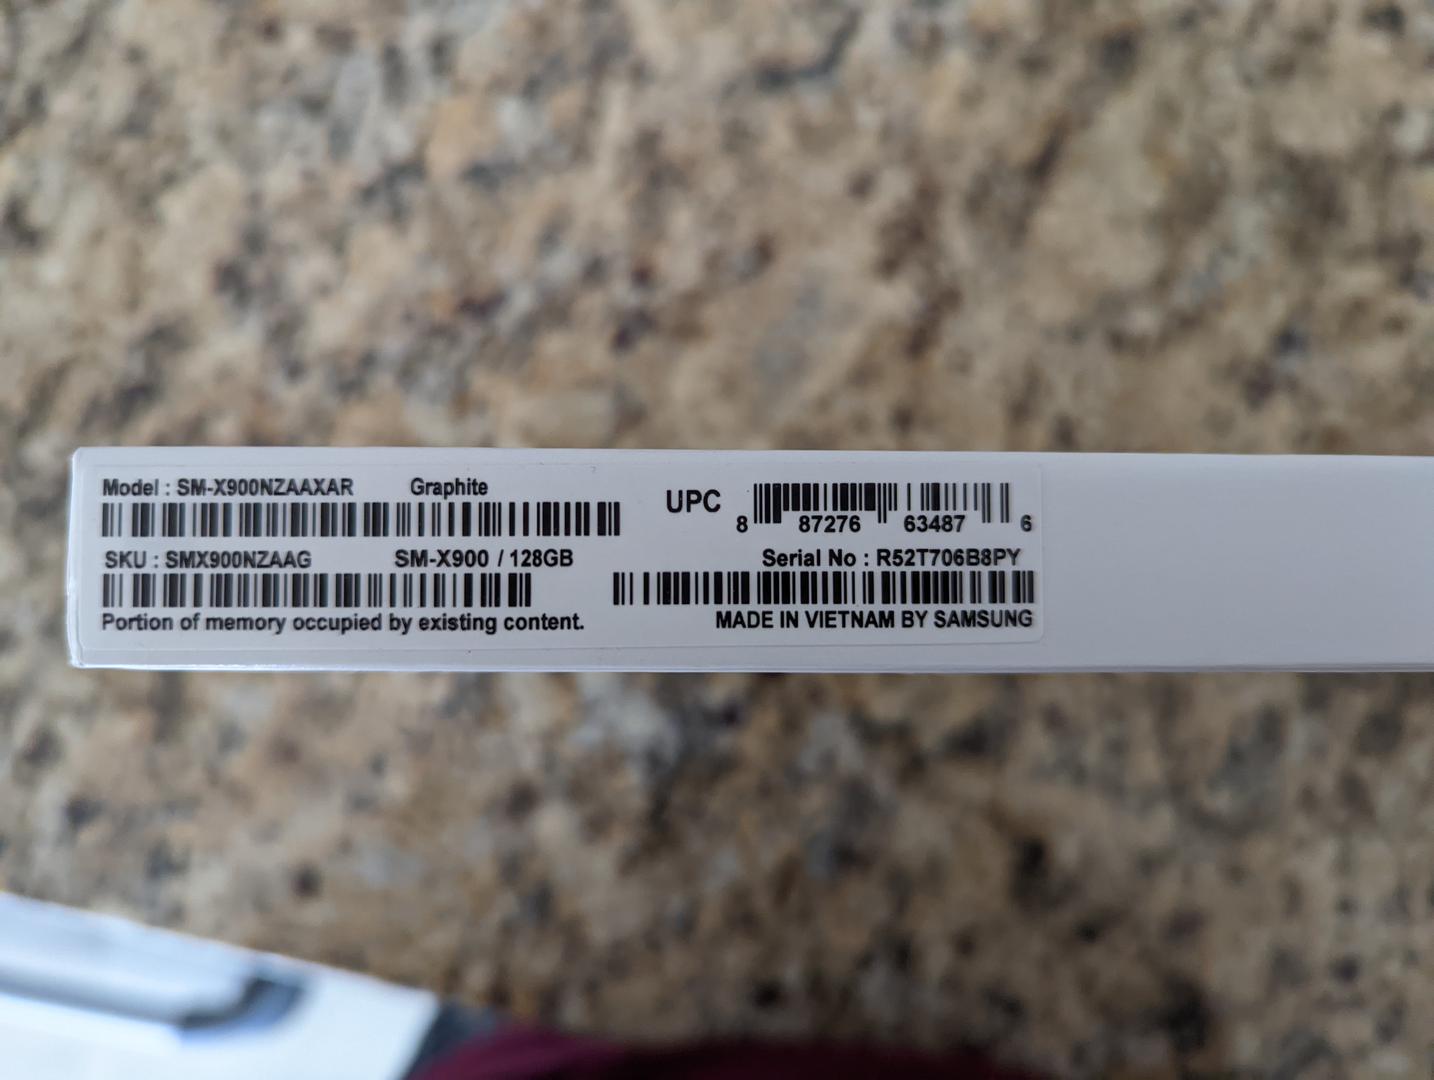 Model : SM-X900NZAAXAR Graphite
SKU : SMX900NZAAG SM-X900 / 128GB
Portion of memory occupied by existing content.
UPC 8 87276 63487 6
Serial No : R52T706B8PY
MADE IN VIETNAM BY SAMSUNG